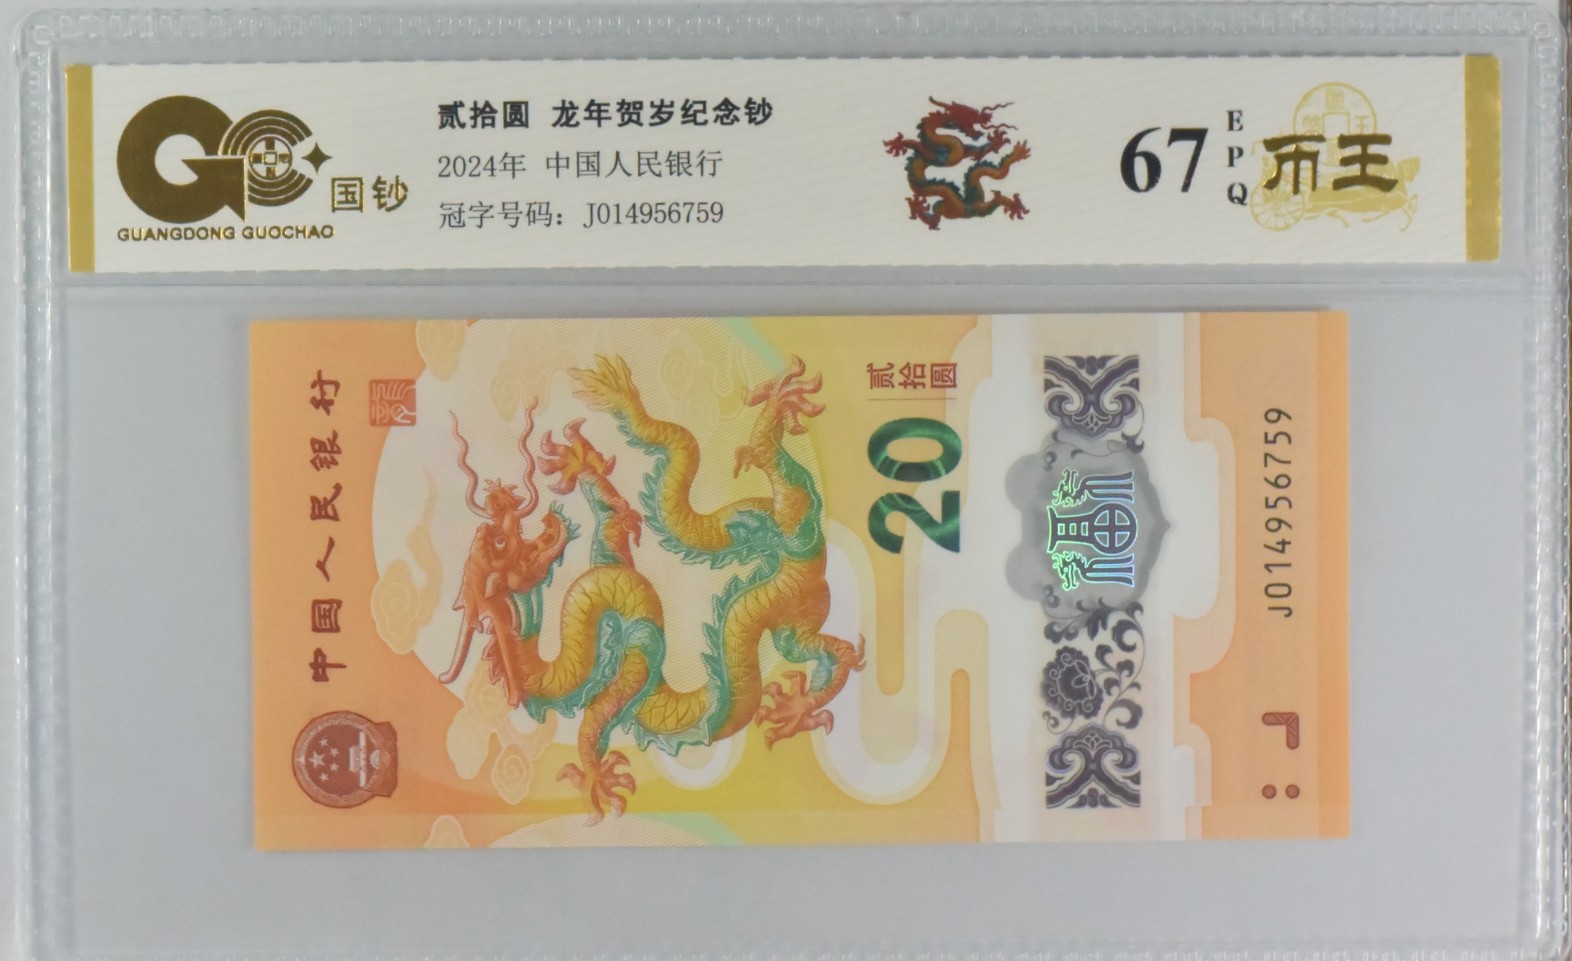 国钞
GUANGDONG GUOCHAO
贰拾圆 龙年贺岁纪念钞
2024年 中国人民银行
冠字号码：J014956759
67
EPQ
币王
中国人民银行
贰拾圆
20
J014956759